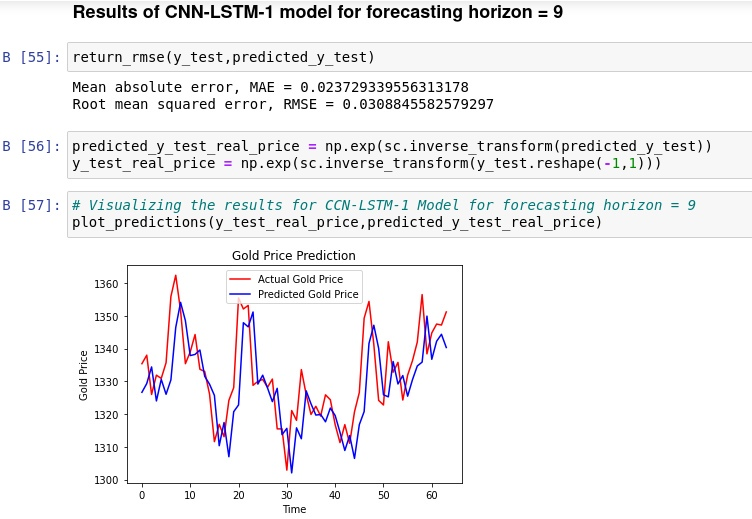 Results of CNN-LSTM-1 model for forecasting horizon = 9
B [55]: return_rmse(y_test,predicted_y_test)
Mean absolute error, MAE = 0.023729339556313178
Root mean squared error, RMSE = 0.0308845582579297
B [56]: predicted_y_test_real_price = np.exp(sc.inverse_transform(predicted_y_test))
y_test_real_price = np.exp(sc.inverse_transform(y_test.reshape(-1,1)))
B [57]: # Visualizing the results for CCN-LSTM-1 Model for forecasting horizon = 9
plot_predictions(y_test_real_price,predicted_y_test_real_price)
Gold Price Prediction
Actual Gold Price
Predicted Gold Price
Gold Price
1360
1350
1340
1330
1320
1310
1300
0 10 20 30 40 50 60
Time